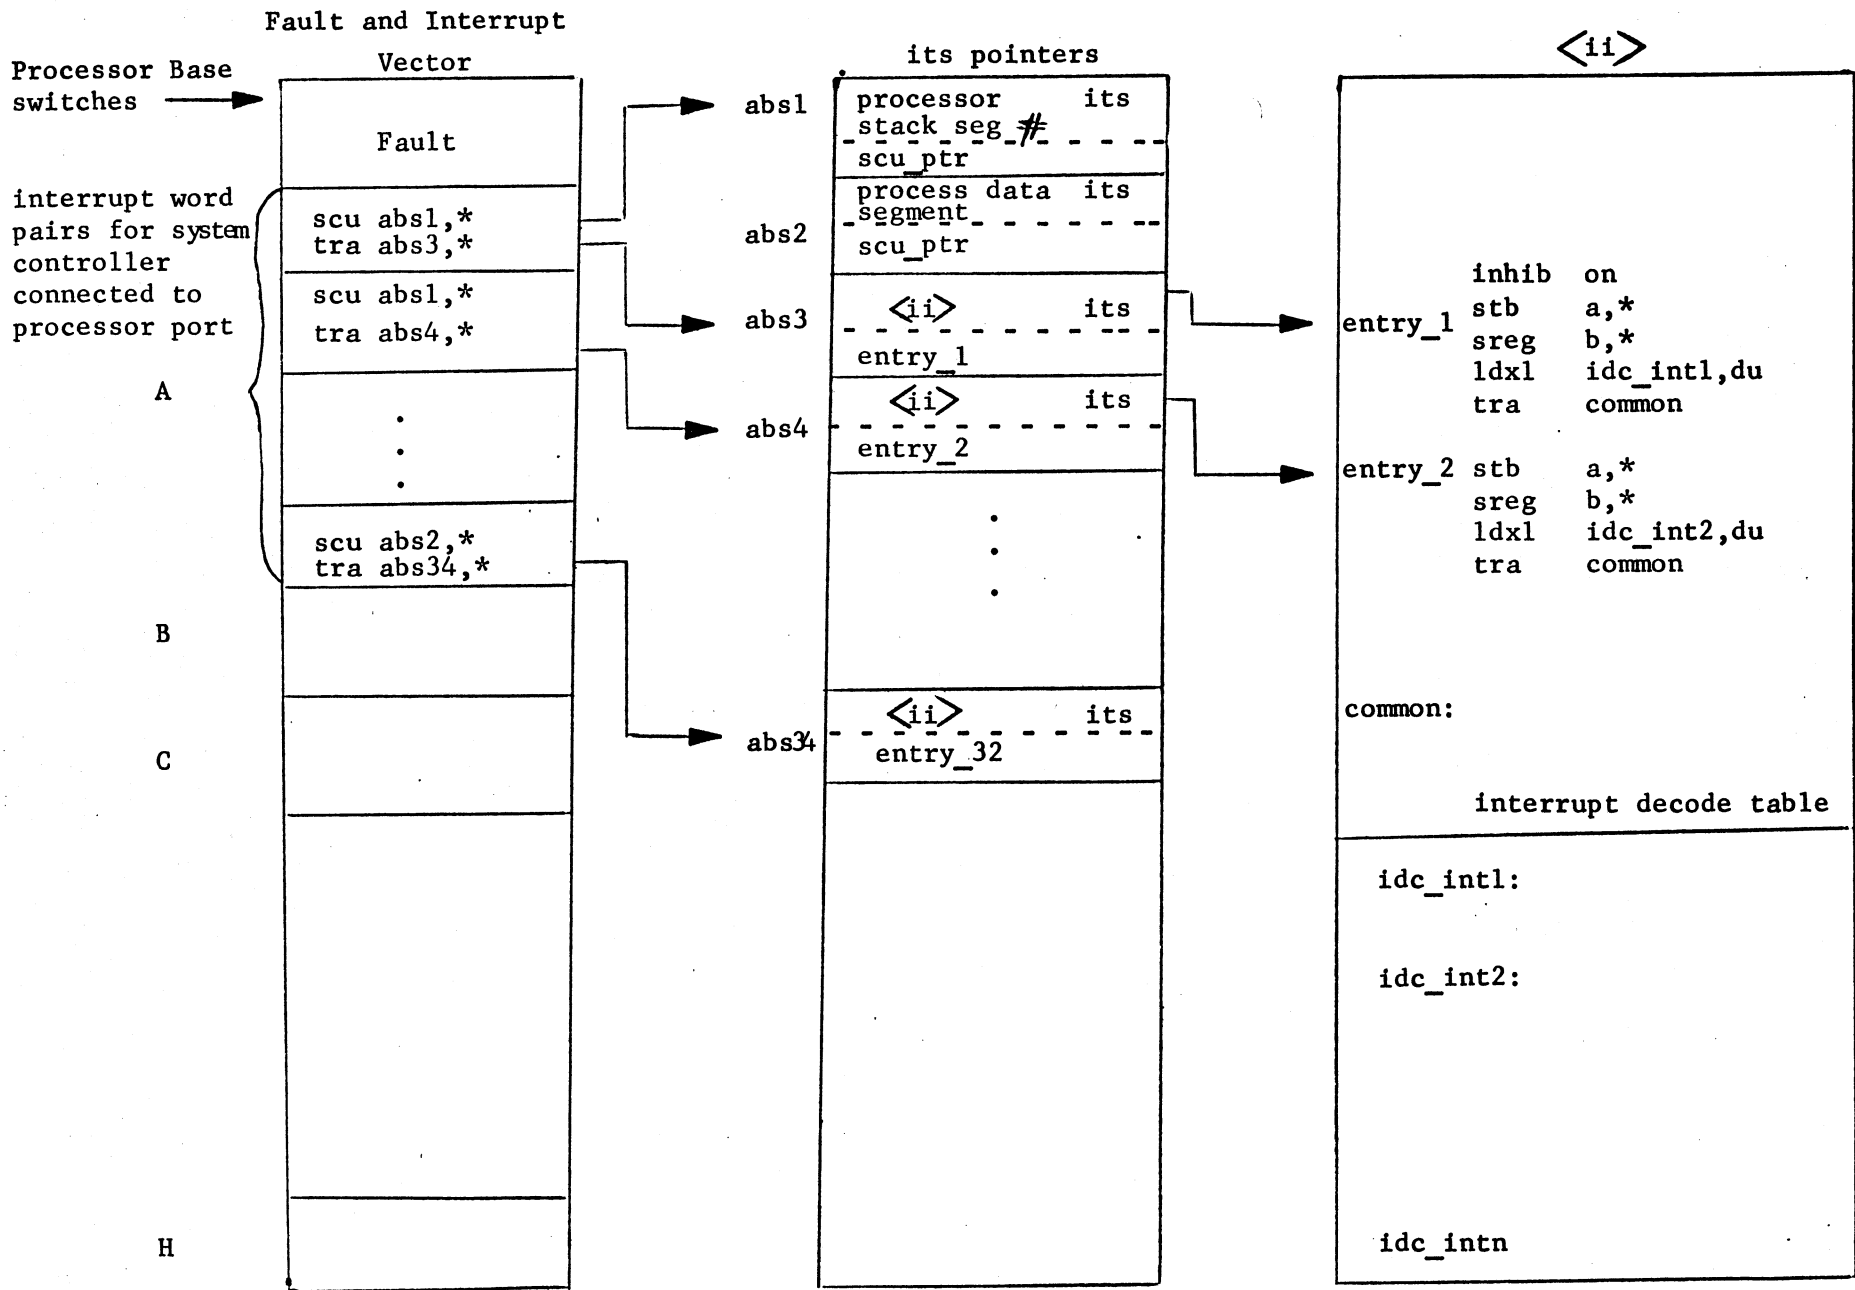 Fault and Interrupt
Vector
Processor Base
switches
Fault
interrupt word
pairs for system
controller
connected to
processor port
A
B
C
H
scu abs1,*
tra abs3,*
scu abs1,*
tra abs4,*
scu abs2,*
tra abs34,*
its pointers
abs1
processor its
stack seg #
scu_ptr
abs2
process data its
segment
scu_ptr
abs3
<ii> its
entry_1
abs4
<ii> its
entry_2
abs34
<ii> its
entry_32
<ii>
inhib on
entry_1 stb a,*
sreg b,*
ldx1 idc_int1,du
tra common
entry_2 stb a,*
sreg b,*
ldx1 idc_int2,du
tra common
common:
interrupt decode table
idc_int1:
idc_int2:
idc_intn